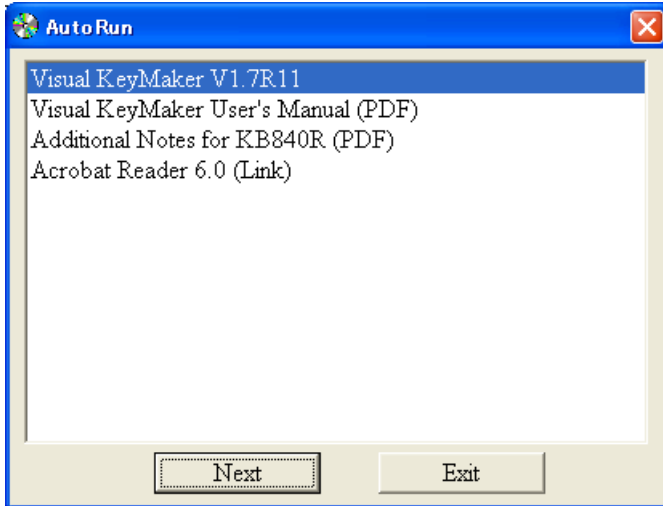 AutoRun
Visual KeyMaker V1.7R11
Visual KeyMaker User's Manual (PDF)
Additional Notes for KB840R (PDF)
Acrobat Reader 6.0 (Link)
Next Exit